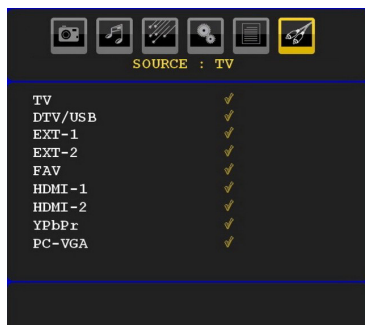 SOURCE : TV
TV
DTV/USB
EXT-1
EXT-2
FAV
HDMI-1
HDMI-2
YPbPr
PC-VGA